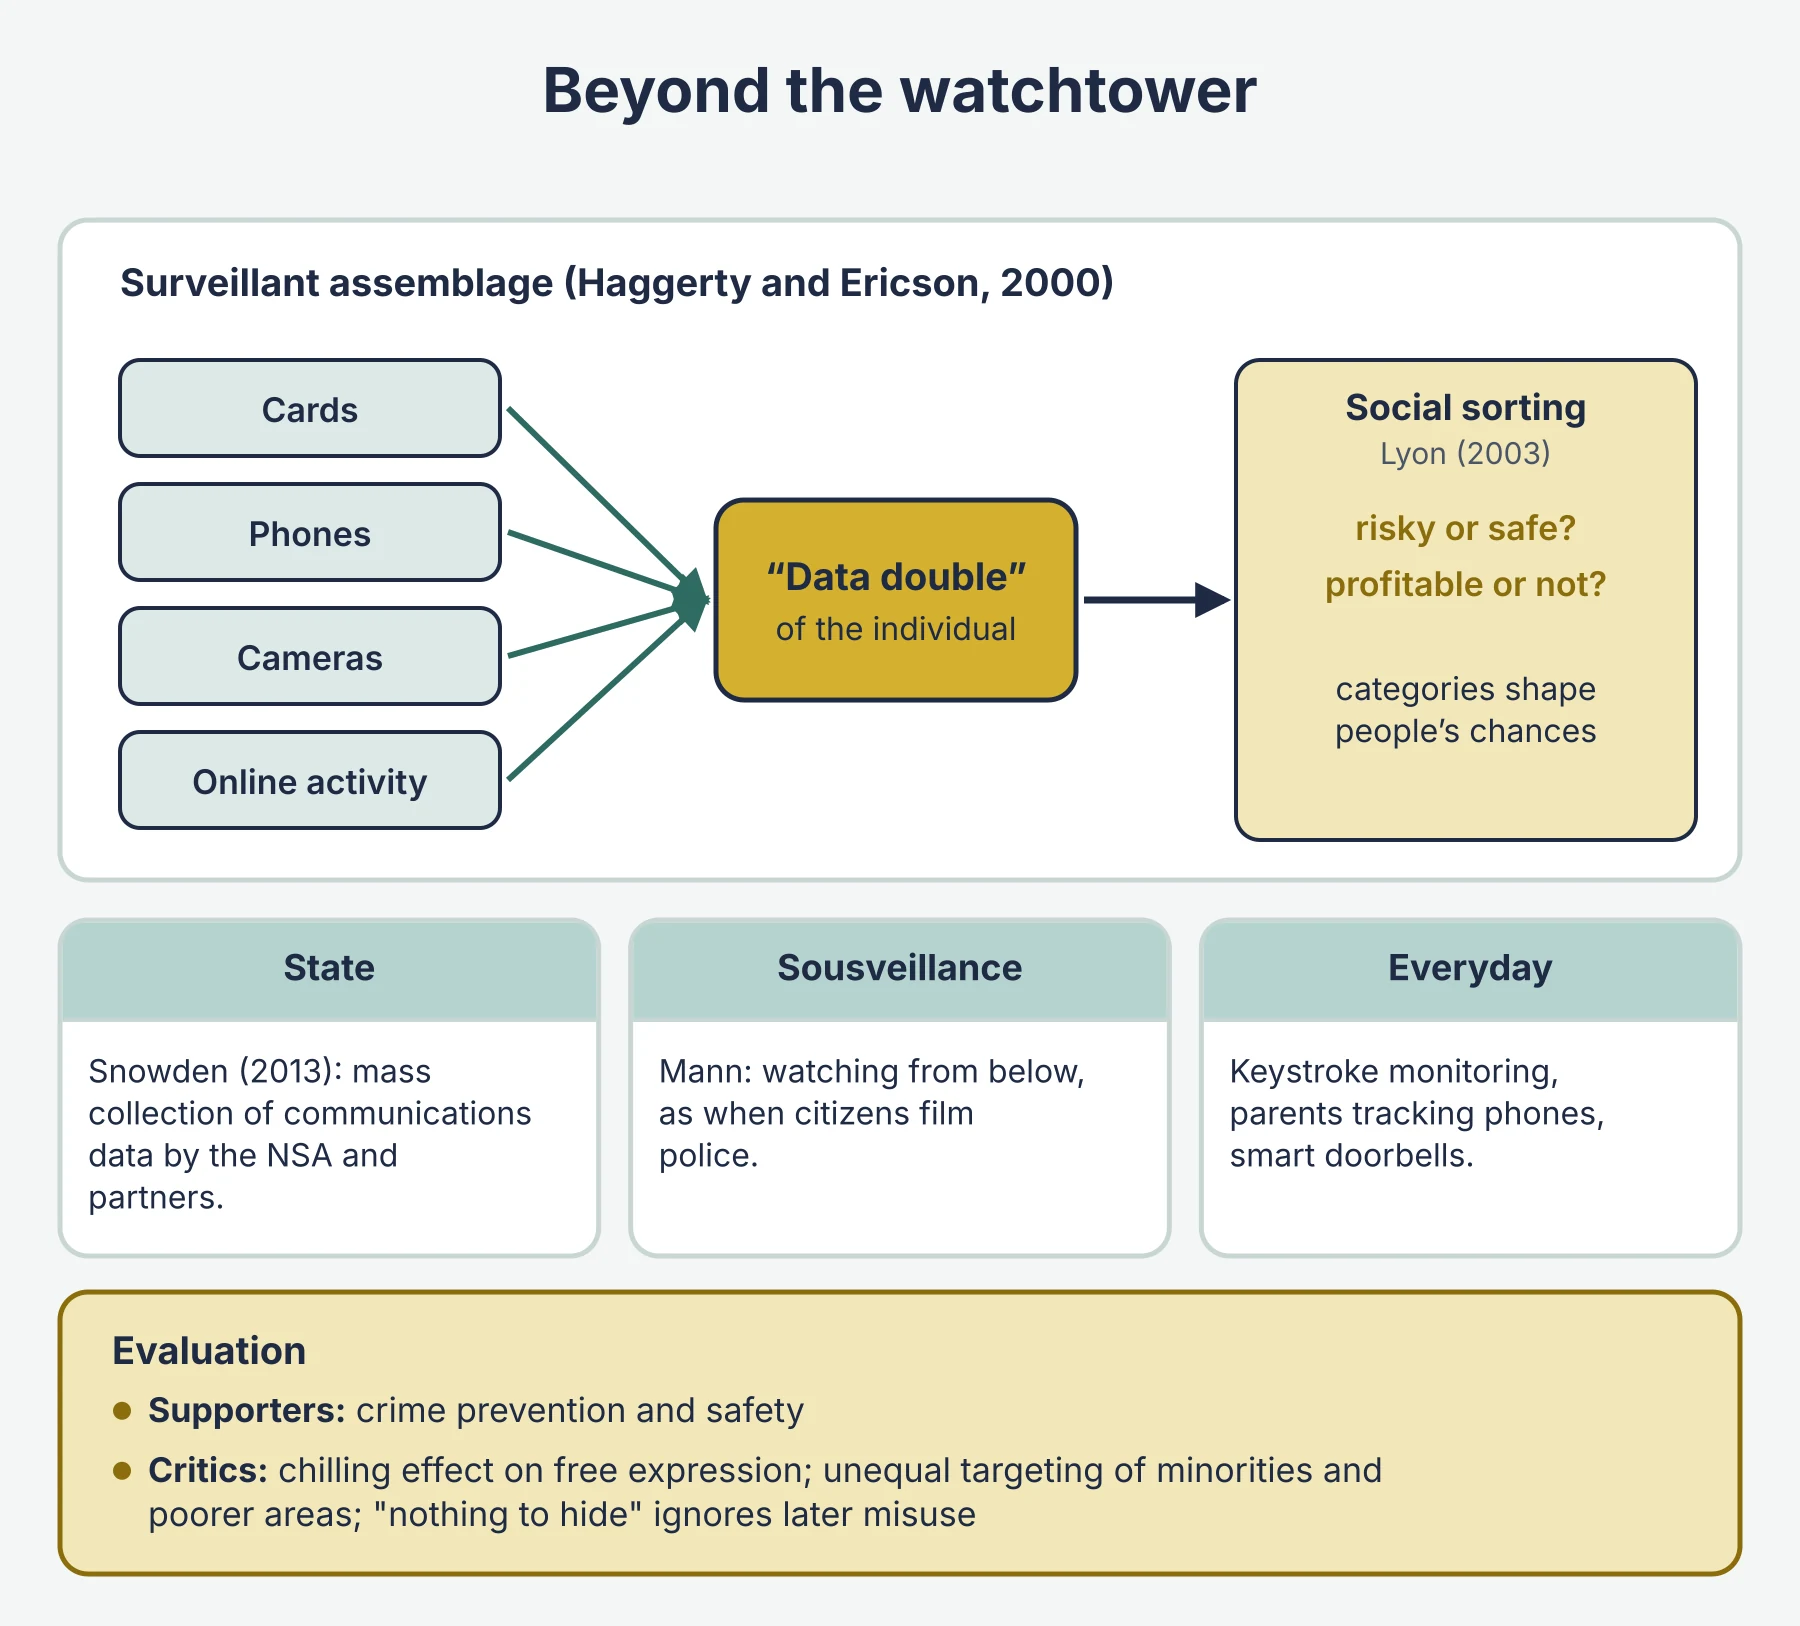 Beyond the watchtower
Surveillant assemblage (Haggerty and Ericson, 2000)
Cards
Phones
Cameras
Online activity
“Data double”
of the individual
Social sorting
Lyon (2003)
risky or safe?
profitable or not?
categories shape
people’s chances
State
Snowden (2013): mass
collection of communications
data by the NSA and
partners.
Sousveillance
Mann: watching from below,
as when citizens film
police.
Everyday
Keystroke monitoring,
parents tracking phones,
smart doorbells.
Evaluation
Supporters: crime prevention and safety
Critics: chilling effect on free expression; unequal targeting of minorities and
poorer areas; "nothing to hide" ignores later misuse